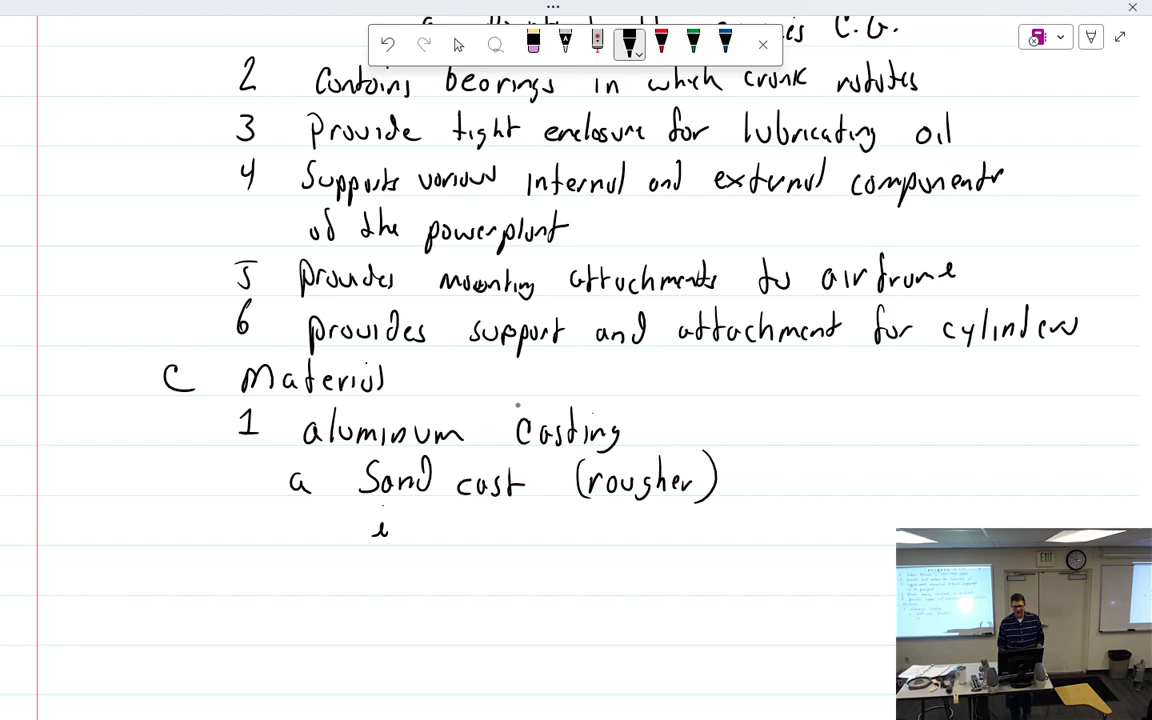 C.G.
2 Contains bearings in which crank rotates
3 Provide tight enclosure for lubricating oil
4 Supports various internal and external components
of the powerplant
5 provides mounting attachments to airframe
6 provides support and attachment for cylinders
C Material
1 aluminum casting
a Sand cast (rougher)
i
EXIT